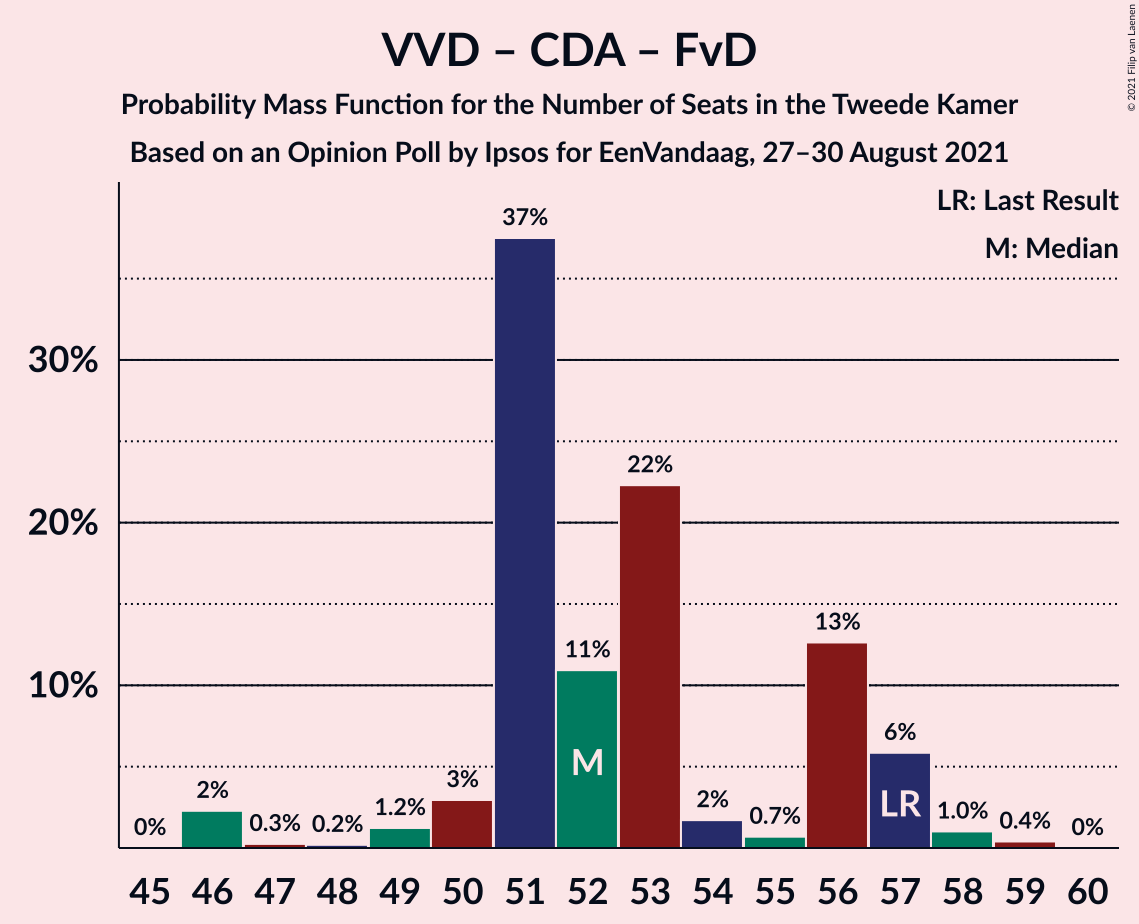 VVD – CDA – FvD
Probability Mass Function for the Number of Seats in the Tweede Kamer
Based on an Opinion Poll by Ipsos for EenVandaag, 27–30 August 2021
© 2021 Filip van Laenen
LR: Last Result
M: Median
30%
20%
10%
0%
2%
0.3%
0.2%
1.2%
3%
37%
11%
22%
2%
0.7%
13%
6%
1.0%
0.4%
0%
M
LR
45 46 47 48 49 50 51 52 53 54 55 56 57 58 59 60